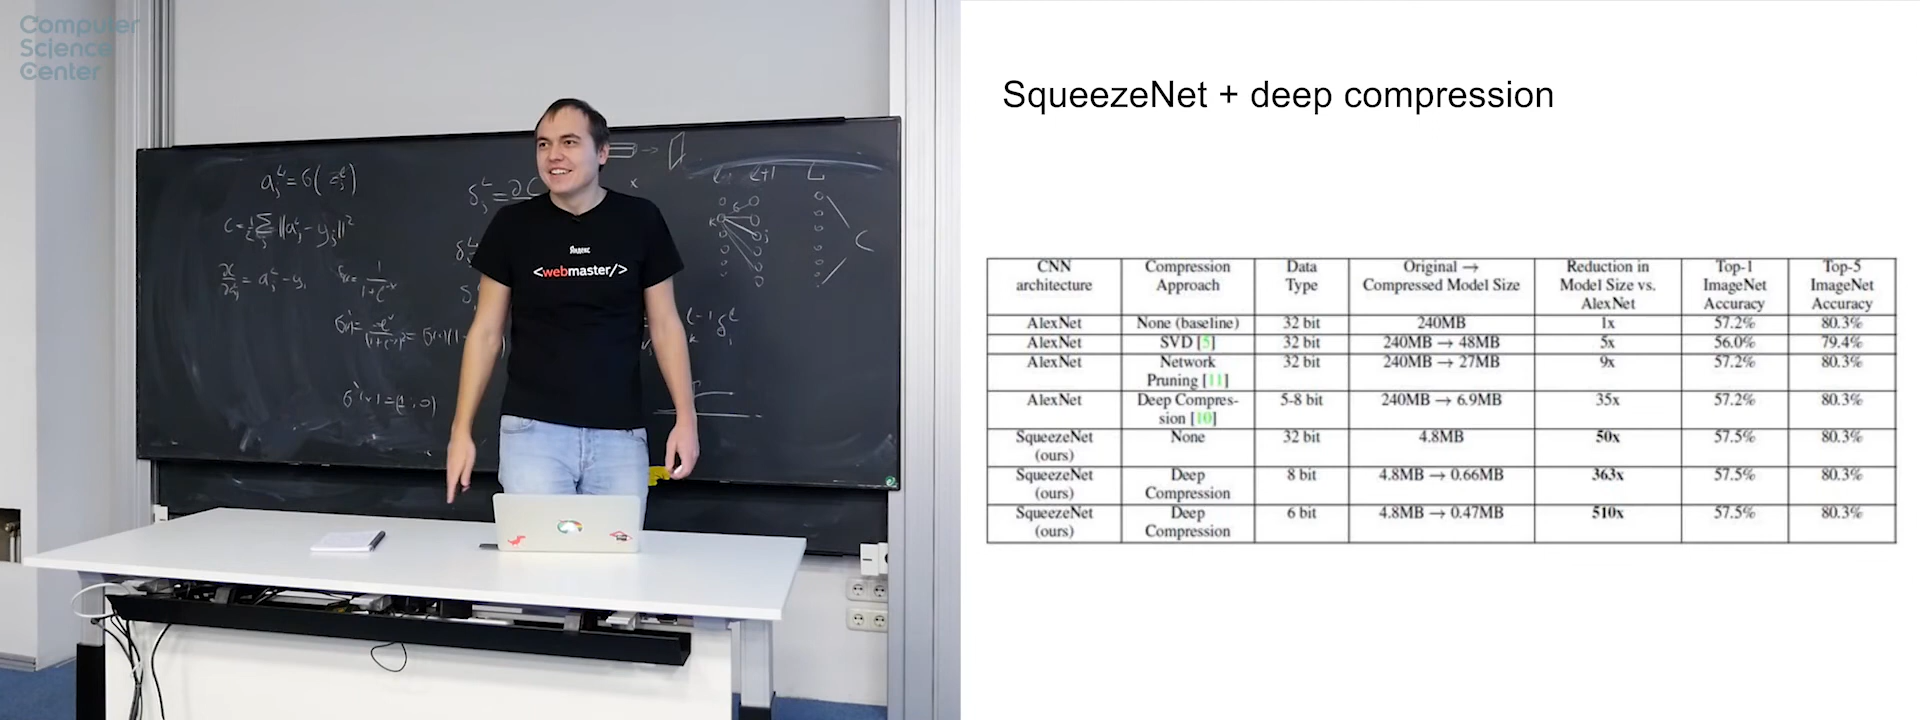 Computer
Science
Center
Яндекс
<webmaster/>
SqueezeNet + deep compression
CNN architecture Compression Approach Data Type Original → Compressed Model Size Reduction in Model Size vs. AlexNet Top-1 ImageNet Accuracy Top-5 ImageNet Accuracy
AlexNet None (baseline) 32 bit 240MB 1x 57.2% 80.3%
AlexNet SVD [5] 32 bit 240MB → 48MB 5x 56.0% 79.4%
AlexNet Network Pruning [11] 32 bit 240MB → 27MB 9x 57.2% 80.3%
AlexNet Deep Compres-sion [10] 5-8 bit 240MB → 6.9MB 35x 57.2% 80.3%
SqueezeNet (ours) None 32 bit 4.8MB 50x 57.5% 80.3%
SqueezeNet (ours) Deep Compression 8 bit 4.8MB → 0.66MB 363x 57.5% 80.3%
SqueezeNet (ours) Deep Compression 6 bit 4.8MB → 0.47MB 510x 57.5% 80.3%